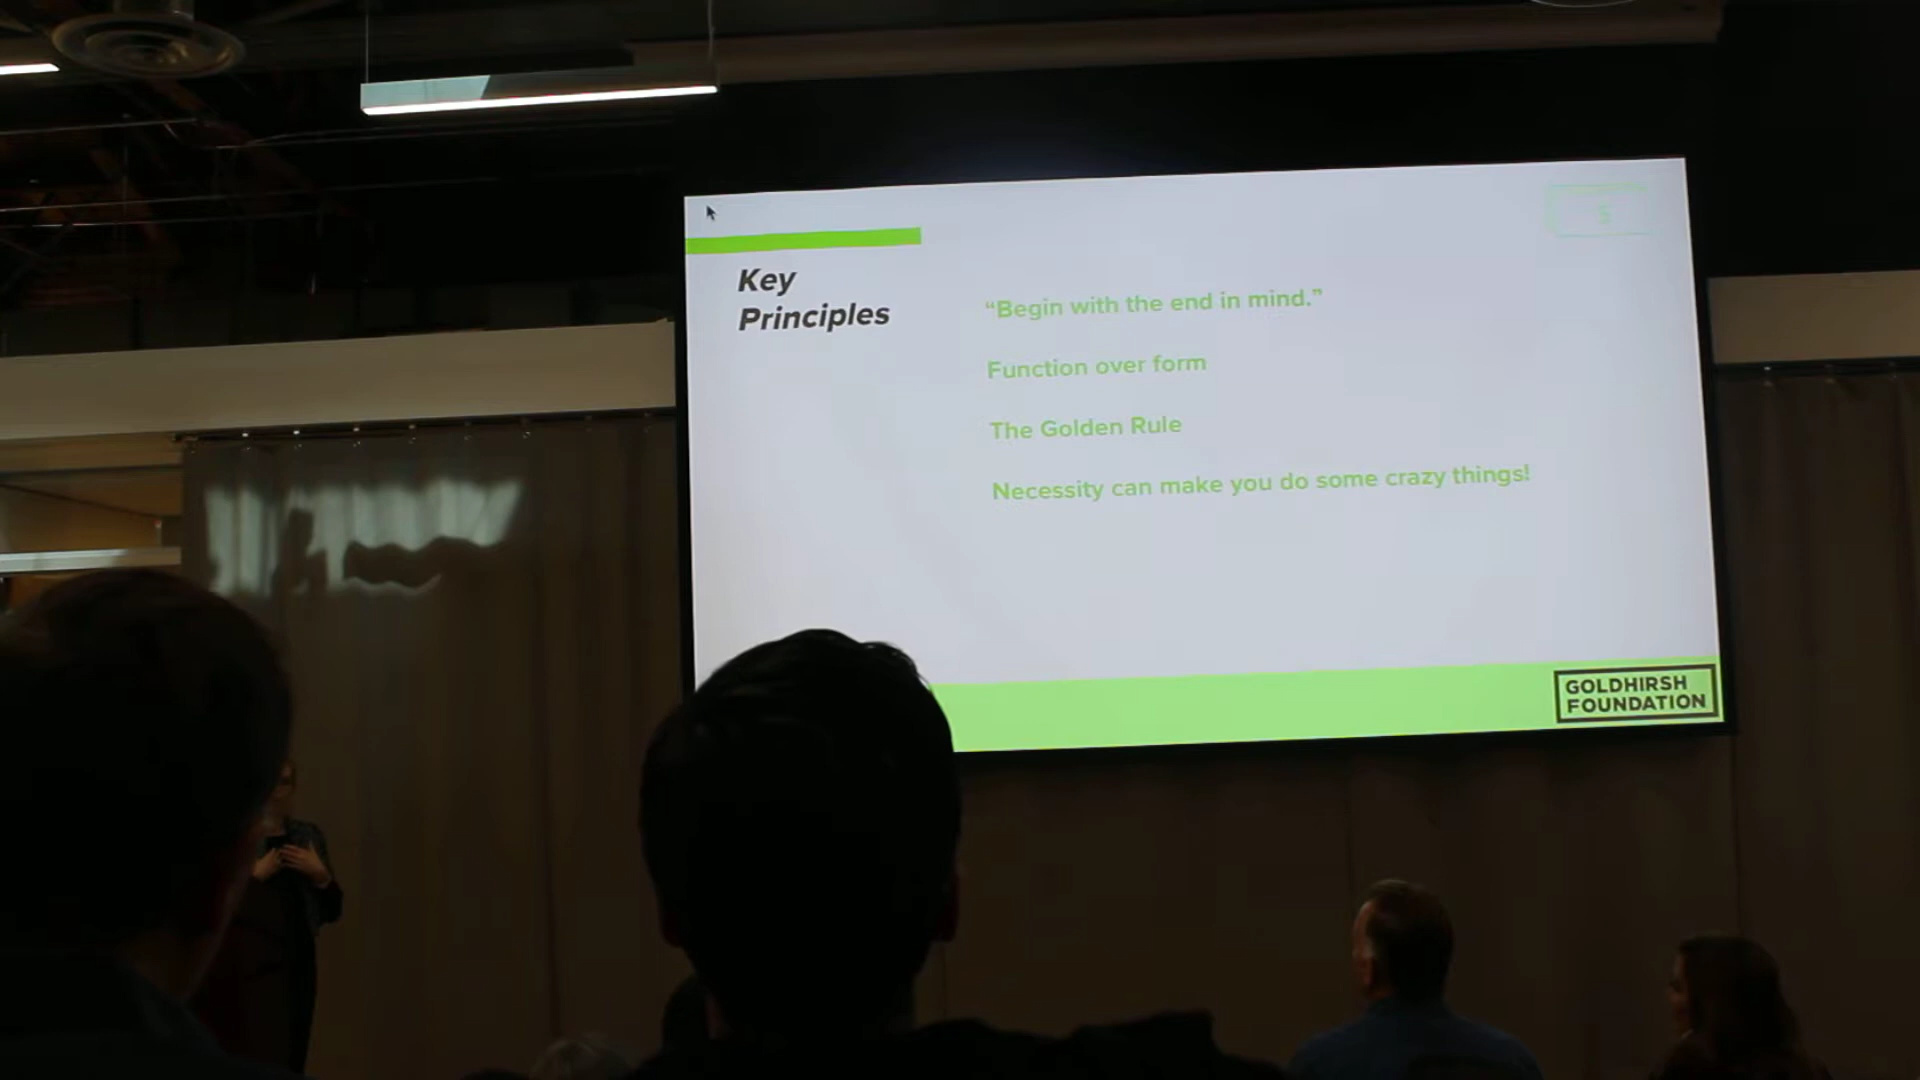 Key
Principles
“Begin with the end in mind.”
Function over form
The Golden Rule
Necessity can make you do some crazy things!
$
GOLDHIRSH
FOUNDATION